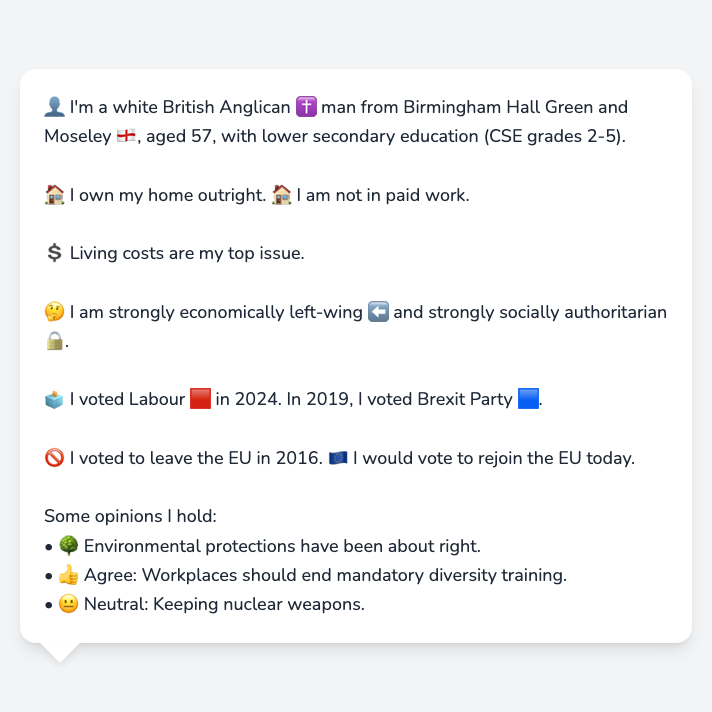 👤 I'm a white British Anglican ✝️ man from Birmingham Hall Green and
Moseley 🏴󠁧󠁢󠁥󠁮󠁧󠁿, aged 57, with lower secondary education (CSE grades 2-5).
🏠 I own my home outright. 🏠 I am not in paid work.
💲 Living costs are my top issue.
🤔 I am strongly economically left-wing ⬅️ and strongly socially authoritarian
🔒.
🗳️ I voted Labour 🟥 in 2024. In 2019, I voted Brexit Party 🟦.
🚫 I voted to leave the EU in 2016. 🇪🇺 I would vote to rejoin the EU today.
Some opinions I hold:
• 🌳 Environmental protections have been about right.
• 👍 Agree: Workplaces should end mandatory diversity training.
• 😐 Neutral: Keeping nuclear weapons.